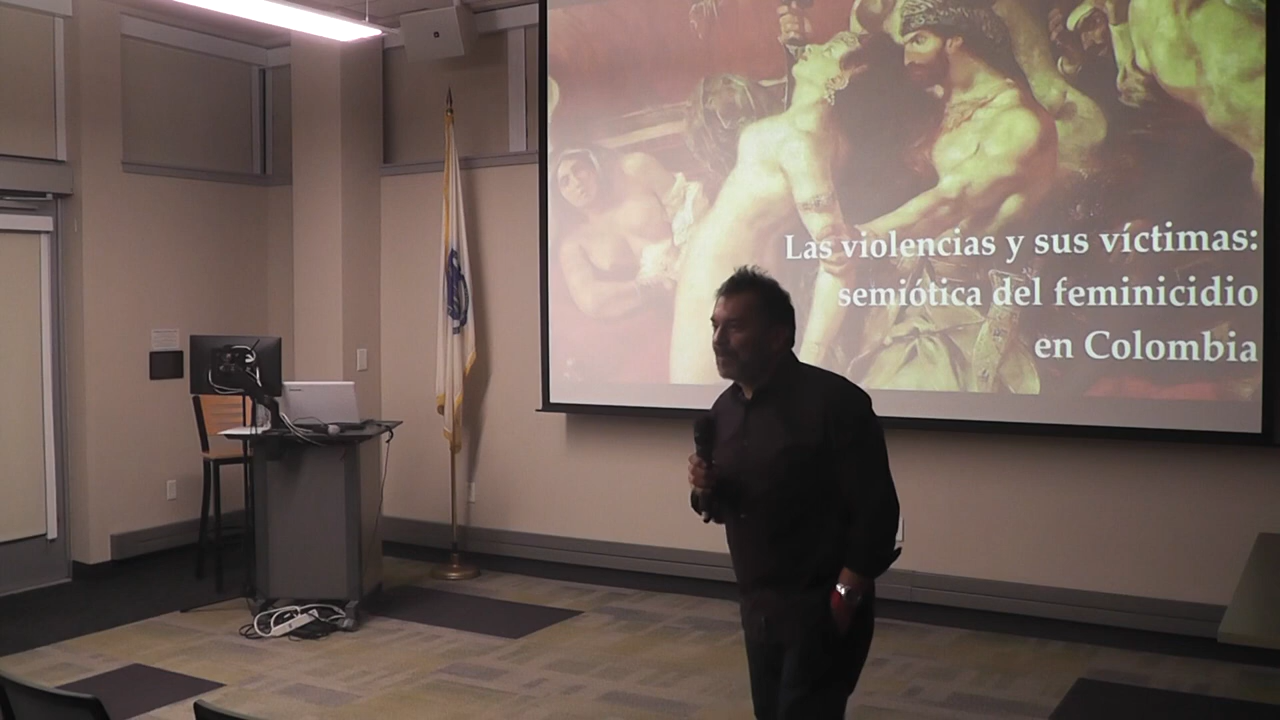 Las violencias y sus víctimas:
semiótica del feminicidio
en Colombia